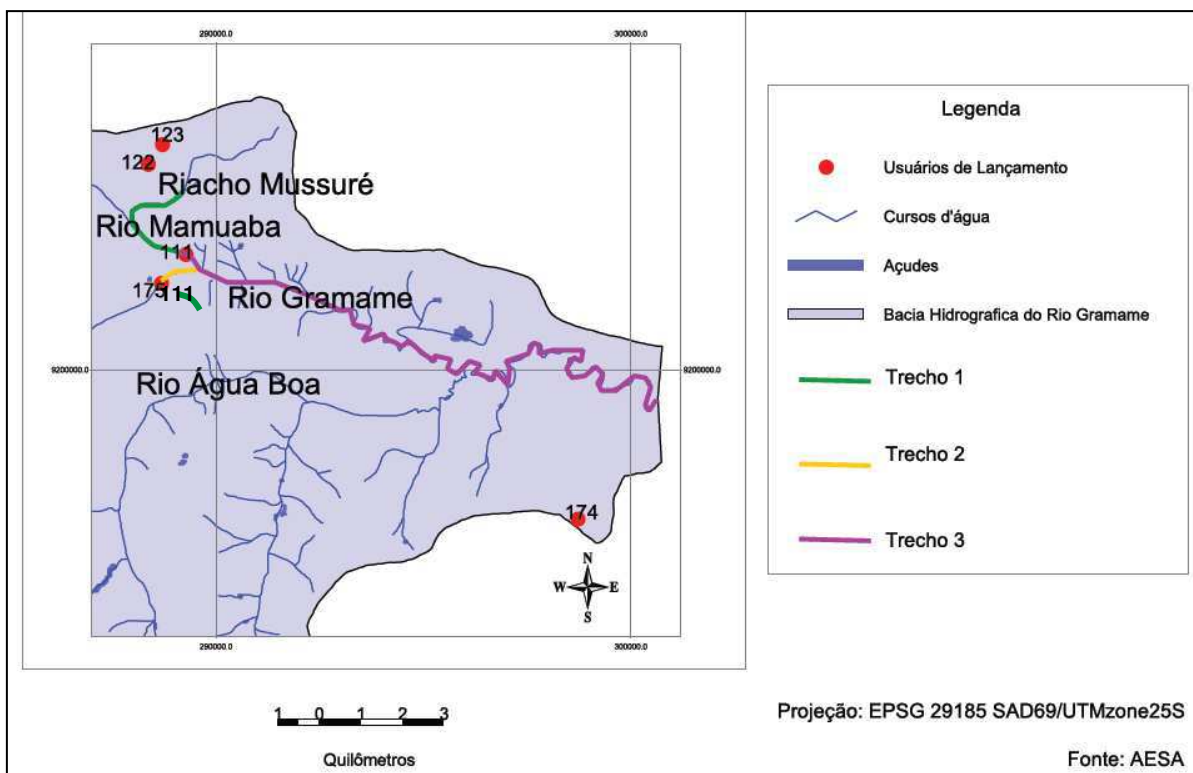 290000.0
300000.0
123
122
Riacho Mussuré
Rio Mamuaba
111
175
111
Rio Gramame
9200000.0
9200000.0
Rio Água Boa
174
N
W
E
S
290000.0
300000.0
1 0 1 2 3
Quilômetros
Legenda
Usuários de Lançamento
Cursos d'água
Açudes
Bacia Hidrografica do Rio Gramame
Trecho 1
Trecho 2
Trecho 3
Projeção: EPSG 29185 SAD69/UTMzone25S
Fonte: AESA